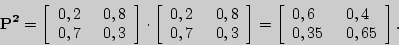 P² = [ 0,2 0,8 ; 0,7 0,3 ] · [ 0,2 0,8 ; 0,7 0,3 ] = [ 0,6 0,4 ; 0,35 0,65 ] .